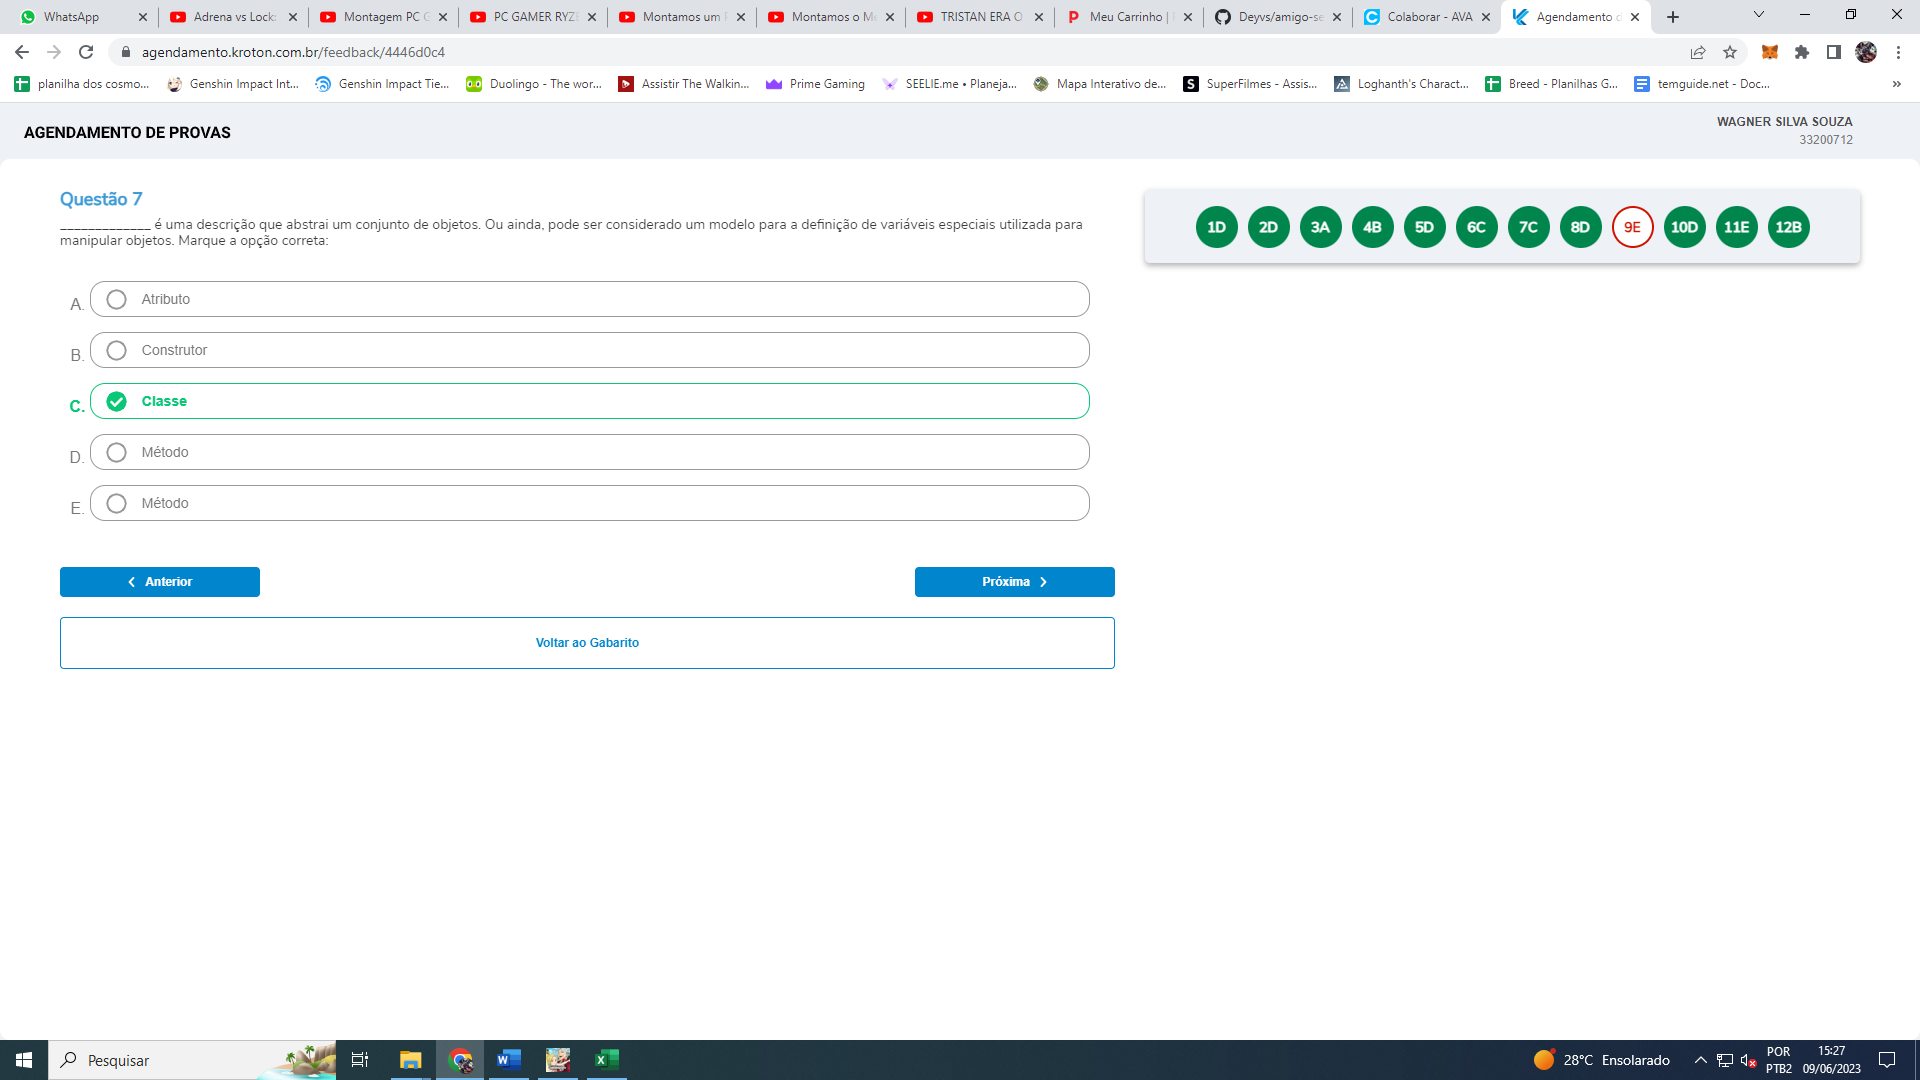 WhatsApp
Adrena vs Lock
Montagem PC G
PC GAMER RYZE
Montamos um P
Montamos o Me
TRISTAN ERA O
Meu Carrinho |
Deyvs/amigo-se
Colaborar - AVA
Agendamento d
agendamento.kroton.com.br/feedback/4446d0c4
planilha dos cosmo...
Genshin Impact Int...
Genshin Impact Tie...
Duolingo - The wor...
Assistir The Walkin...
Prime Gaming
SEELIE.me • Planeja...
Mapa Interativo de...
SuperFilmes - Assis...
Loghanth's Charact...
Breed - Planilhas G...
temguide.net - Doc...
»
AGENDAMENTO DE PROVAS
WAGNER SILVA SOUZA
33200712
Questão 7
_____________ é uma descrição que abstrai um conjunto de objetos. Ou ainda, pode ser considerado um modelo para a definição de variáveis especiais utilizada para
manipular objetos. Marque a opção correta:
A. Atributo
B. Construtor
C. Classe
D. Método
E. Método
Anterior
Próxima
Voltar ao Gabarito
1D 2D 3A 4B 5D 6C 7C 8D 9E 10D 11E 12B
Pesquisar
28°C Ensolarado
POR
PTB2
15:27
09/06/2023